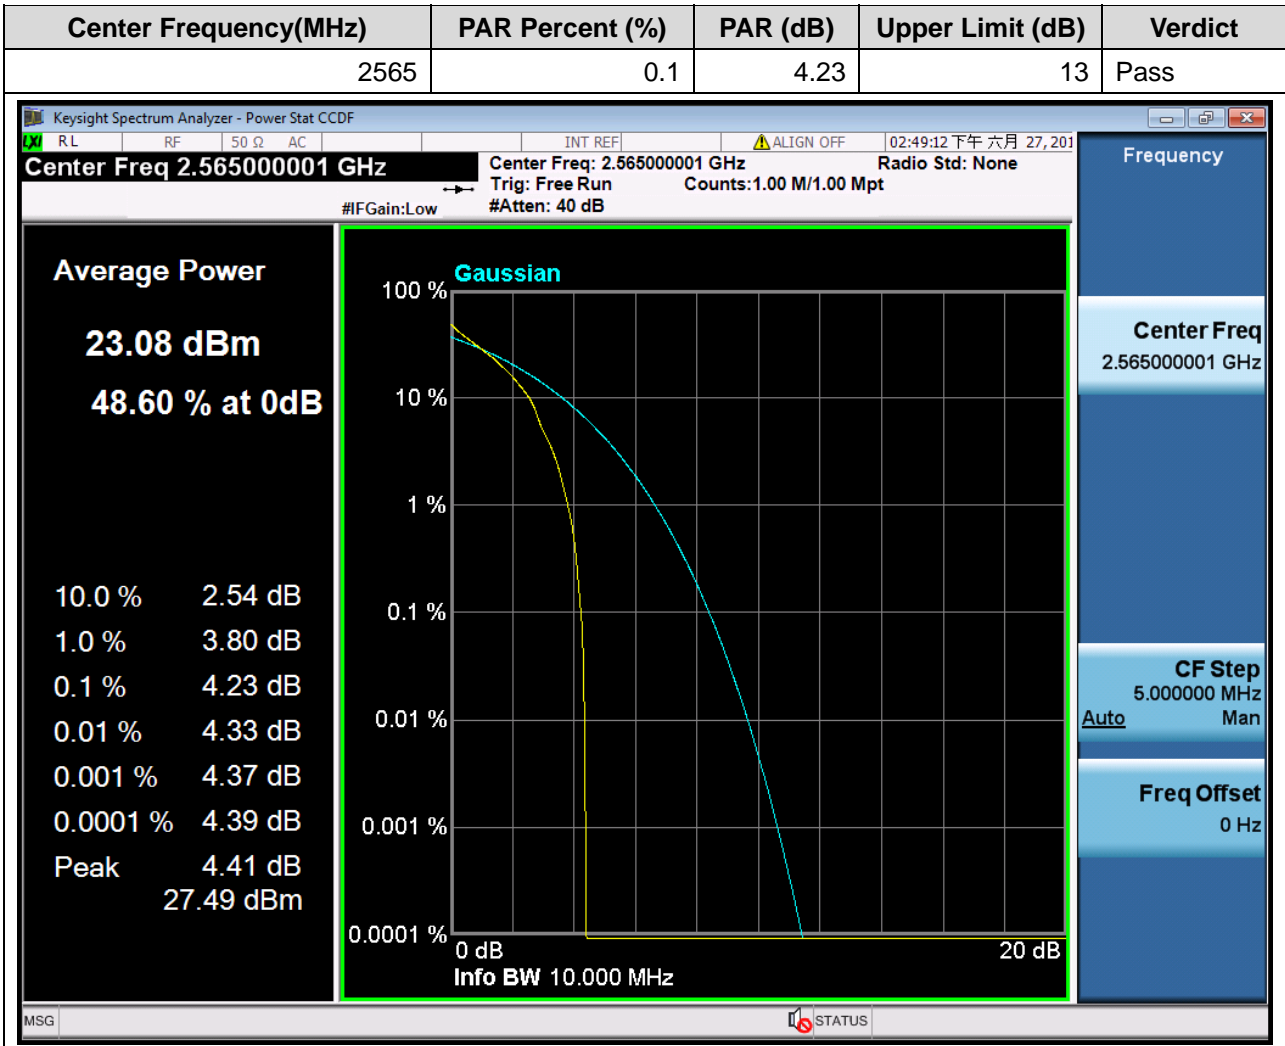 Center Frequency(MHz) PAR Percent (%) PAR (dB) Upper Limit (dB) Verdict
2565 0.1 4.23 13 Pass
Keysight Spectrum Analyzer - Power Stat CCDF
LXI RL RF 50 Ω AC INT REF ALIGN OFF 02:49:12 下午 六月 27, 201
Center Freq 2.565000001 GHz
#IFGain:Low
Center Freq: 2.565000001 GHz Radio Std: None
Trig: Free Run Counts:1.00 M/1.00 Mpt
#Atten: 40 dB
Average Power
23.08 dBm
48.60 % at 0dB
10.0 % 2.54 dB
1.0 % 3.80 dB
0.1 % 4.23 dB
0.01 % 4.33 dB
0.001 % 4.37 dB
0.0001 % 4.39 dB
Peak 4.41 dB
27.49 dBm
Gaussian
100 %
10 %
1 %
0.1 %
0.01 %
0.001 %
0.0001 %
0 dB 20 dB
Info BW 10.000 MHz
Frequency
Center Freq
2.565000001 GHz
CF Step
5.000000 MHz
Auto Man
Freq Offset
0 Hz
MSG STATUS